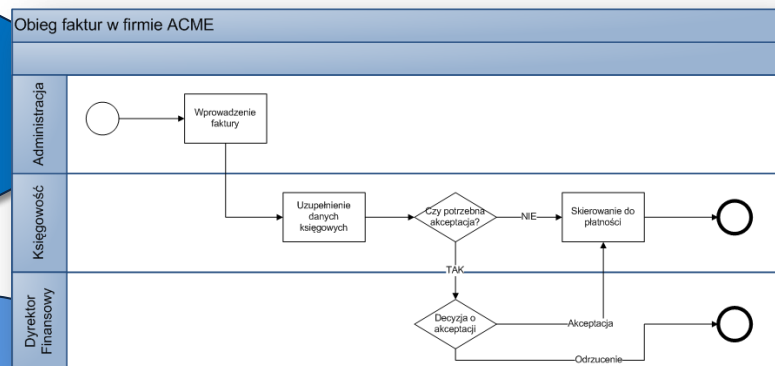 Obieg faktur w firmie ACME
Administracja
Wprowadzenie
faktury
Księgowość
Uzupełnienie
danych
księgowych
Czy potrzebna
akceptacja?
NIE
Skierowanie do
płatności
TAK
Dyrektor
Finansowy
Decyzja o
akceptacji
Akceptacja
Odrzucenie